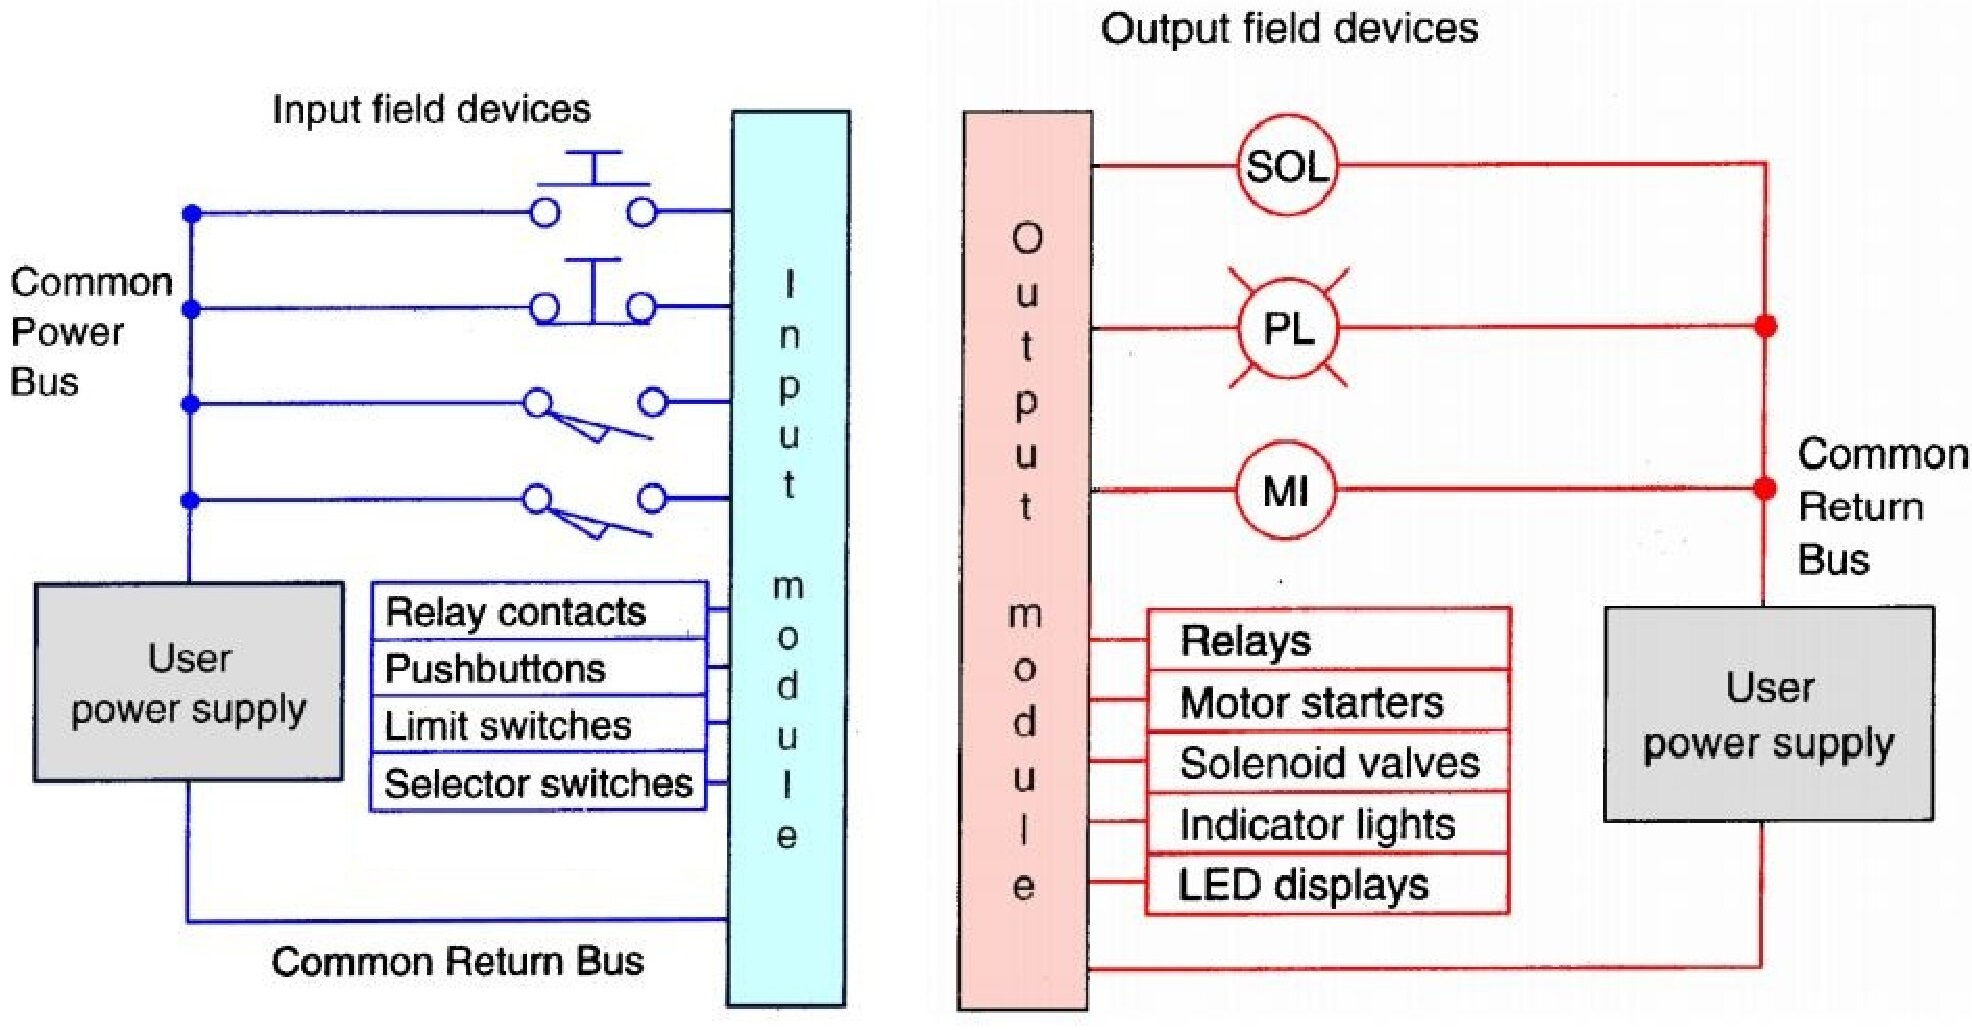 Output field devices
Input field devices
Common
Power
Bus
Input module
User
power supply
Relay contacts
Pushbuttons
Limit switches
Selector switches
Common Return Bus
Output module
SOL
PL
MI
Common
Return
Bus
Relays
Motor starters
Solenoid valves
Indicator lights
LED displays
User
power supply